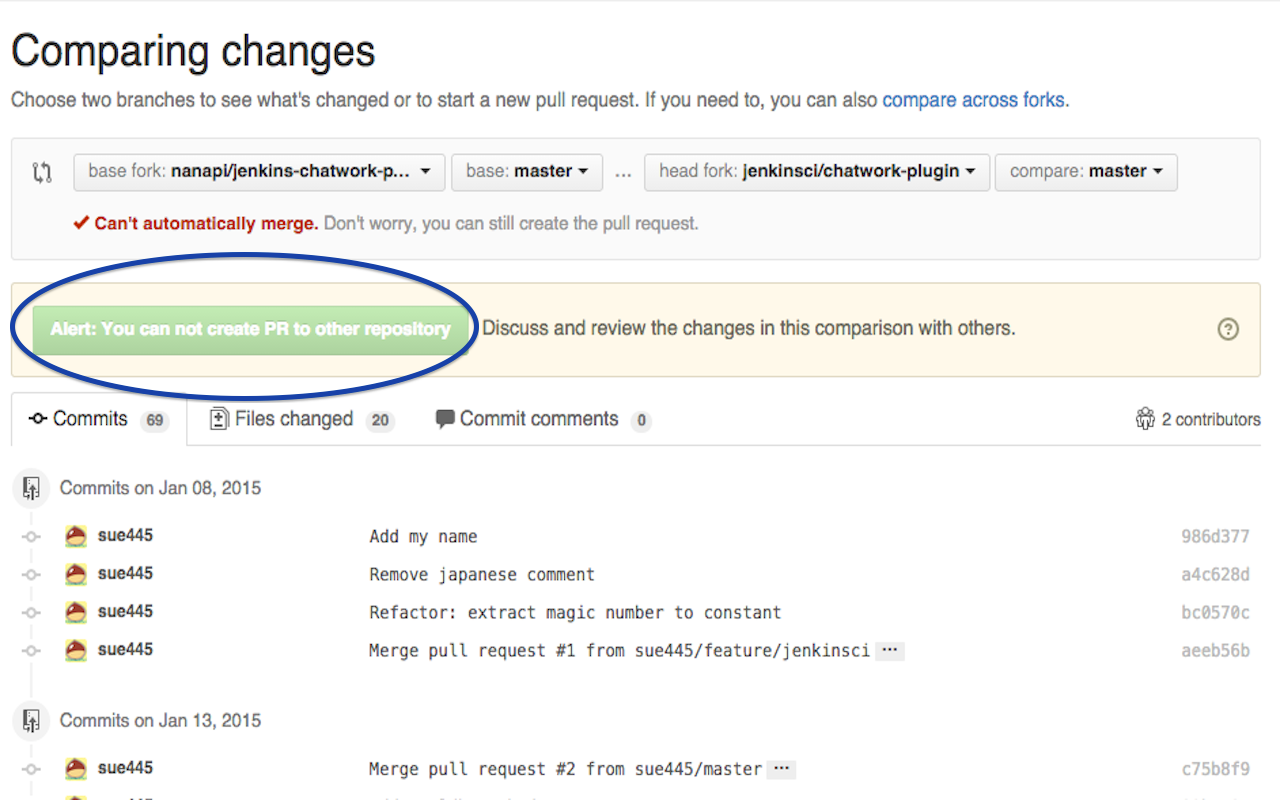 Comparing changes
Choose two branches to see what's changed or to start a new pull request. If you need to, you can also compare across forks.
base fork: nanapi/jenkins-chatwork-p... base: master ... head fork: jenkinsci/chatwork-plugin compare: master
Can't automatically merge. Don't worry, you can still create the pull request.
Alert: You can not create PR to other repository Discuss and review the changes in this comparison with others. ?
Commits 69 Files changed 20 Commit comments 0 2 contributors
Commits on Jan 08, 2015
sue445 Add my name 986d377
sue445 Remove japanese comment a4c628d
sue445 Refactor: extract magic number to constant bc0570c
sue445 Merge pull request #1 from sue445/feature/jenkinsci ... aeeb56b
Commits on Jan 13, 2015
sue445 Merge pull request #2 from sue445/master ... c75b8f9